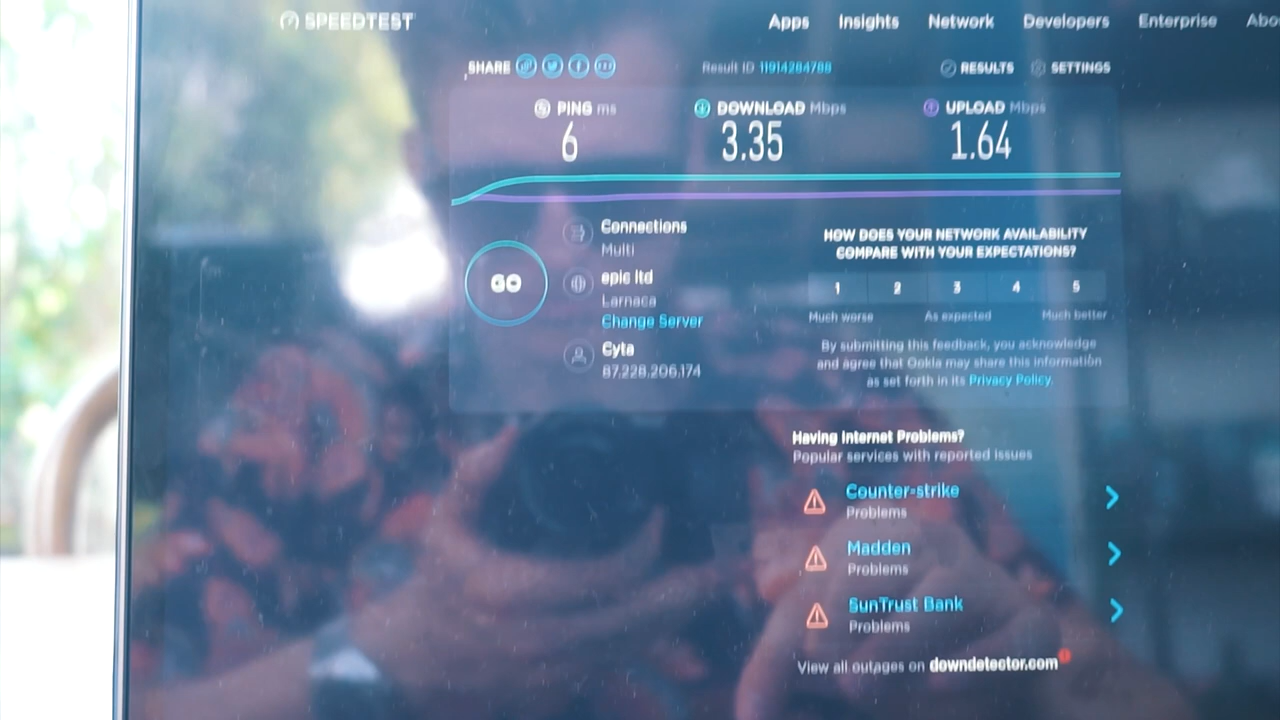 SPEEDTEST
Apps Insights Network Developers Enterprise
SHARE
Result ID 11914284788
RESULTS SETTINGS
PING ms
DOWNLOAD Mbps
UPLOAD Mbps
6
3.35
1.64
GO
Connections
Multi
epic ltd
Larnaca
Change Server
Cyta
87.228.206.174
HOW DOES YOUR NETWORK AVAILABILITY
COMPARE WITH YOUR EXPECTATIONS?
1 2 3 4 5
Much worse As expected Much better
By submitting this feedback, you acknowledge
and agree that Ookla may share this information
as set forth in its Privacy Policy.
Having Internet Problems?
Popular services with reported issues
Counter-strike
Problems
Madden
Problems
SunTrust Bank
Problems
View all outages on downdetector.com